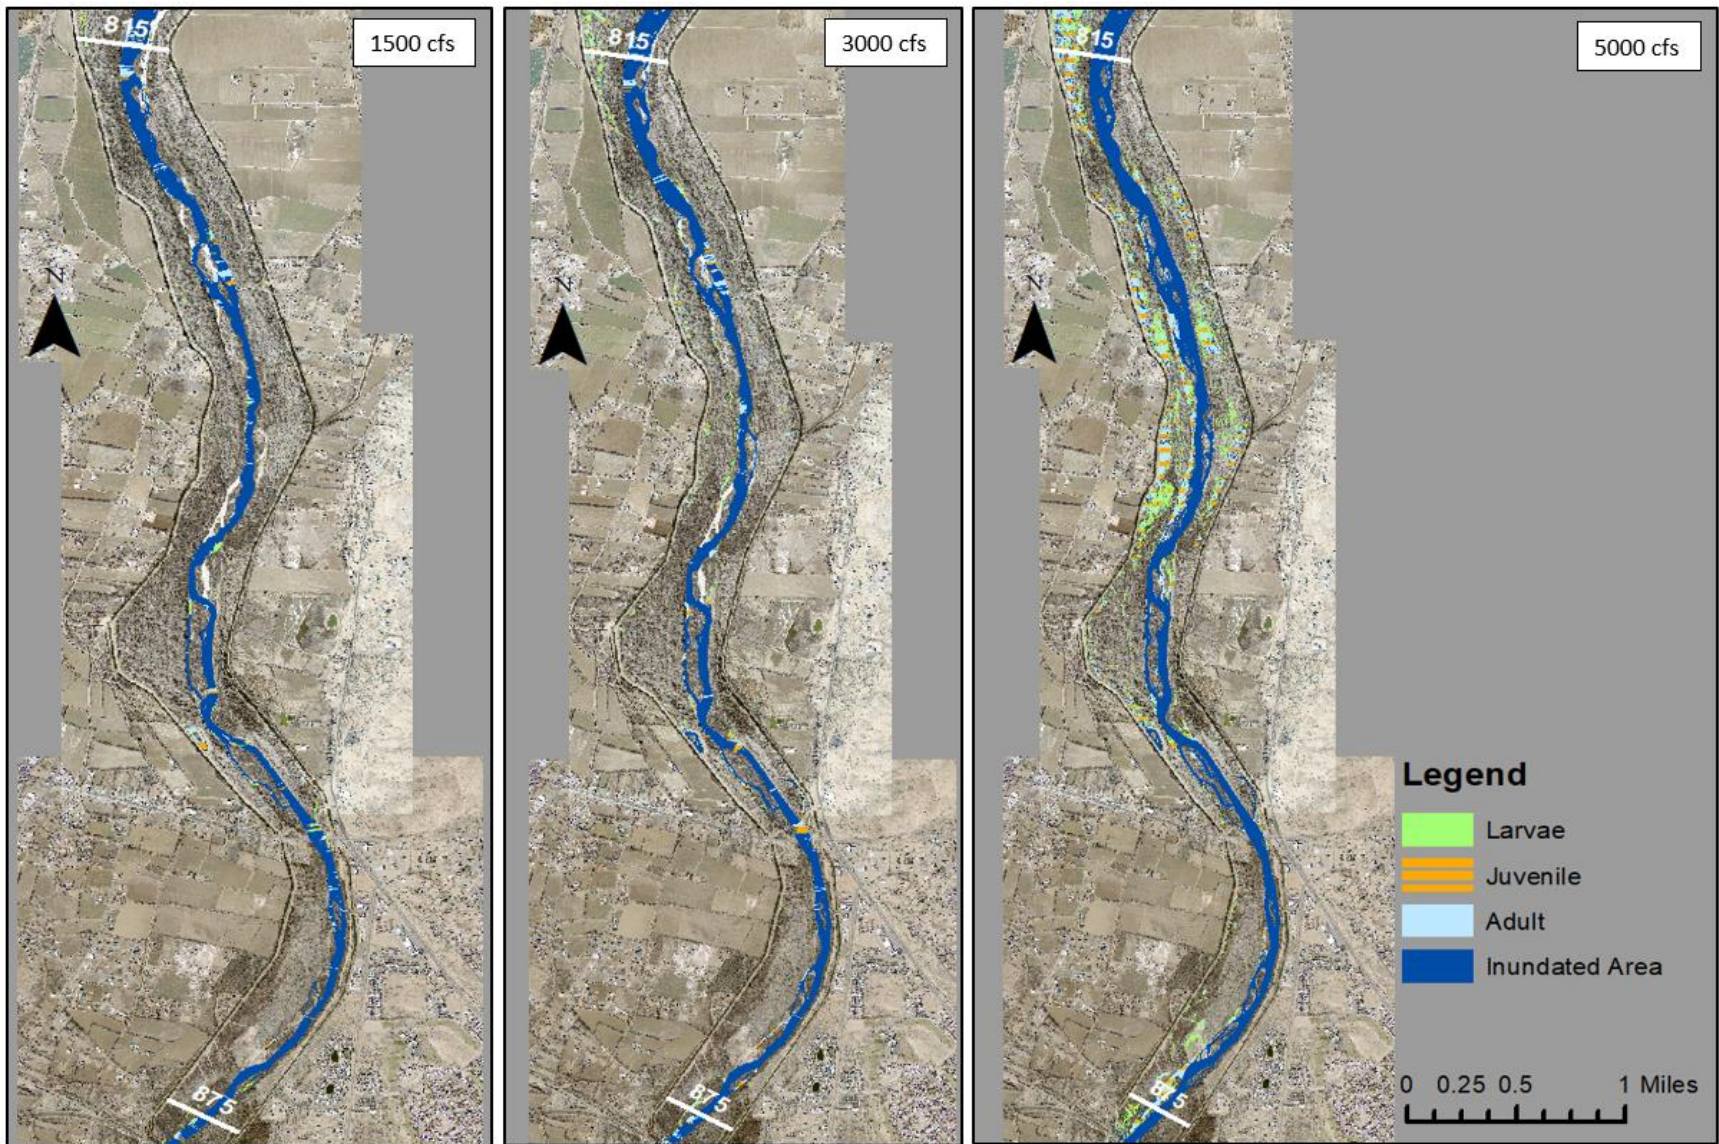 1500 cfs
815
N
875
3000 cfs
815
N
875
5000 cfs
815
N
875
Legend
Larvae
Juvenile
Adult
Inundated Area
0 0.25 0.5 1 Miles